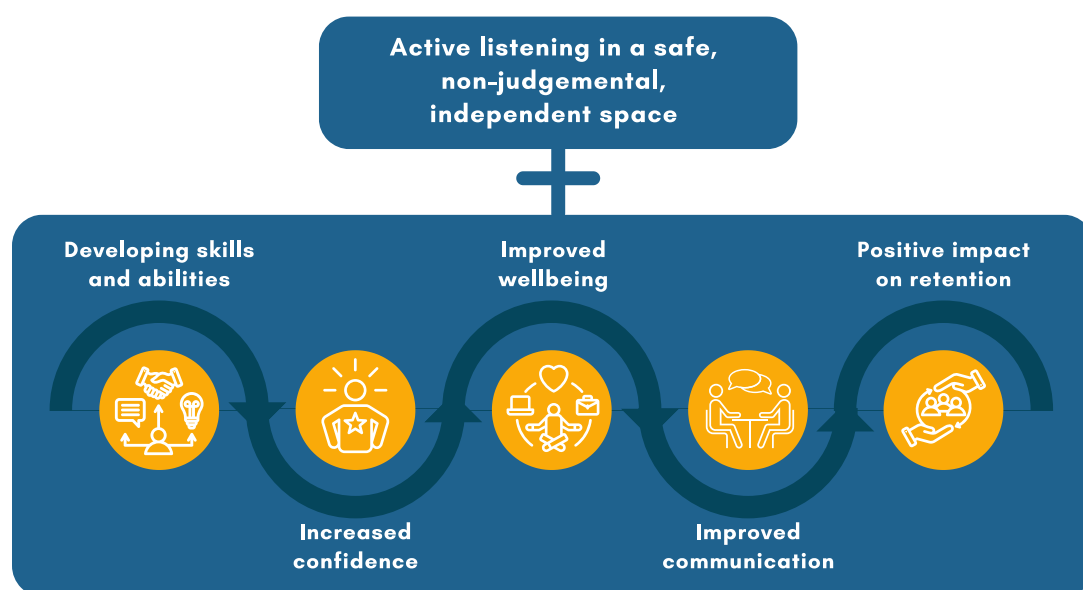 Active listening in a safe,
non-judgemental,
independent space
Developing skills
and abilities
Increased
confidence
Improved
wellbeing
Improved
communication
Positive impact
on retention